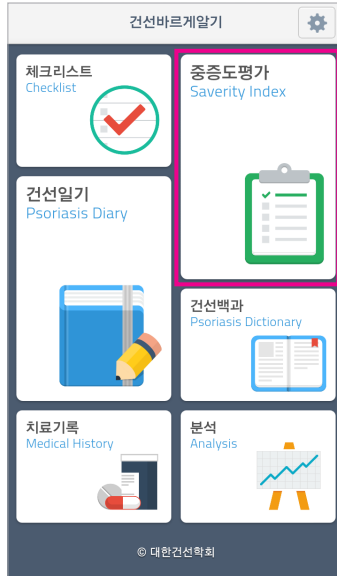 건선바르게알기
체크리스트
Checklist
중증도평가
Saverity Index
건선일기
Psoriasis Diary
건선백과
Psoriasis Dictionary
치료기록
Medical History
분석
Analysis
© 대한건선학회